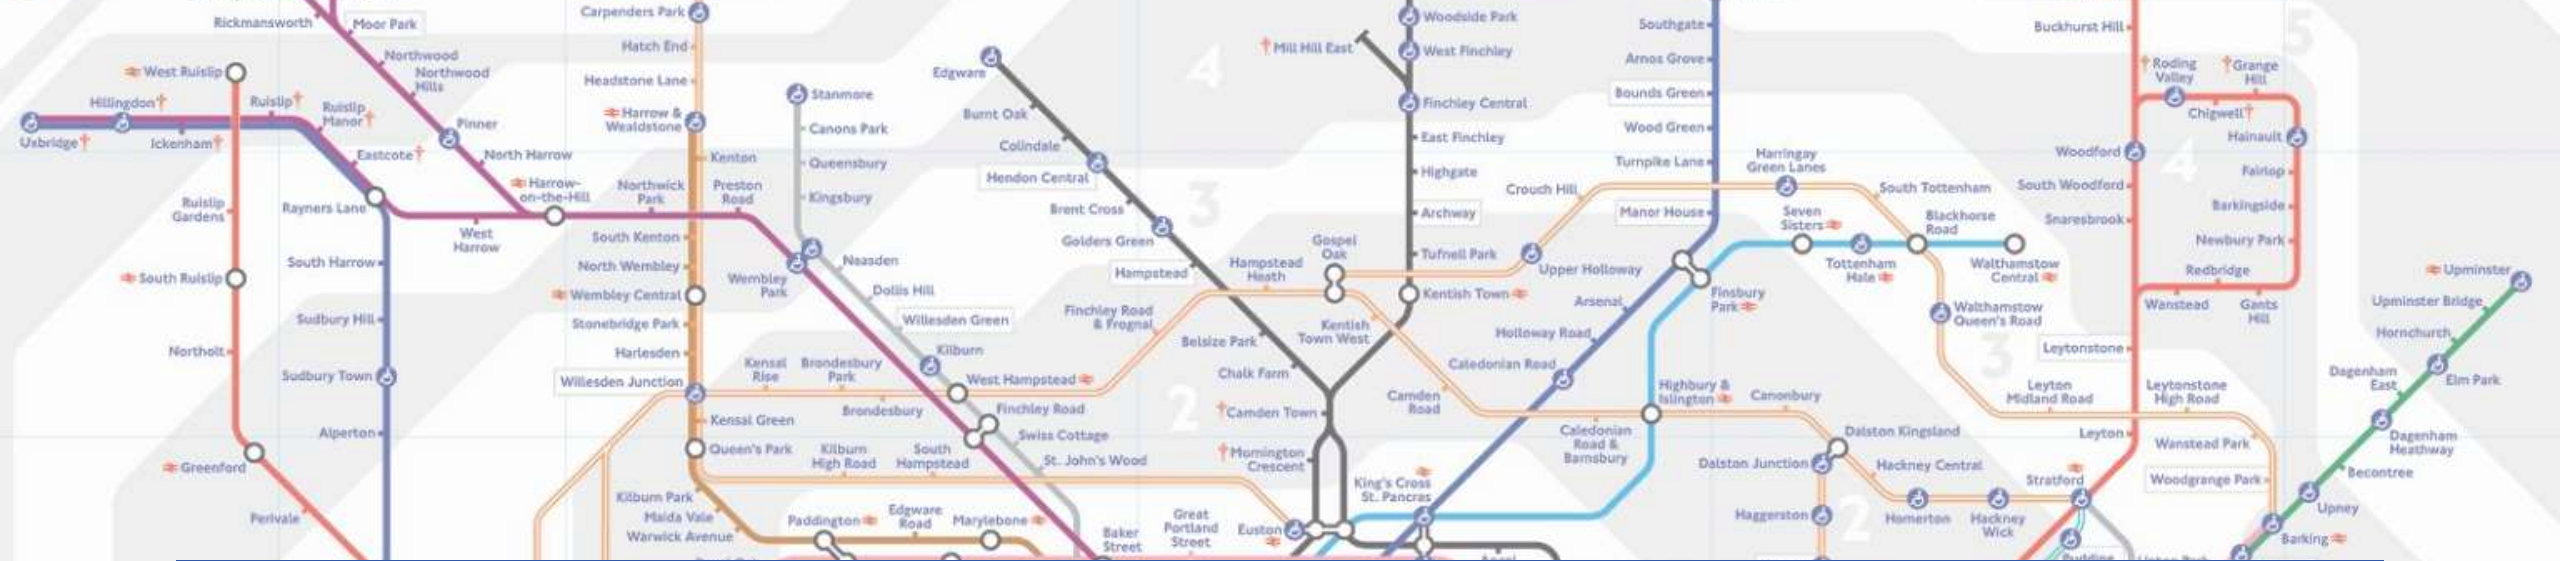 Rickmansworth
Moor Park
Northwood
Northwood
Hills
West Ruislip
Hillingdon†
Ruislip†
Ruislip
Manor†
Uxbridge†
Ickenham†
Eastcote†
Pinner
North Harrow
Harrow-
on-the-Hill
Rayners Lane
West
Harrow
Ruislip
Gardens
South Harrow
South Ruislip
Sudbury Hill
Northolt
Sudbury Town
Alperton
Greenford
Perivale
Carpenders Park
Hatch End
Headstone Lane
Harrow &
Wealdstone
Kenton
Northwick
Park
Preston
Road
South Kenton
North Wembley
Wembley Central
Stonebridge Park
Harlesden
Willesden Junction
Kensal Green
Queen's Park
Kilburn Park
Maida Vale
Warwick Avenue
Paddington
Edgware
Road
Marylebone
Stanmore
Canons Park
Queensbury
Kingsbury
Wembley
Park
Neasden
Dollis Hill
Willesden Green
Kilburn
West Hampstead
Finchley Road
Swiss Cottage
St. John's Wood
Kensal
Rise
Brondesbury
Park
Brondesbury
Kilburn
High Road
South
Hampstead
Baker
Street
Great
Portland
Street
Euston
Edgware
Burnt Oak
Colindale
Hendon Central
Brent Cross
Golders Green
Hampstead
Belsize Park
Chalk Farm
†Camden Town
†Mornington
Crescent
Finchley Road
& Frognal
Hampstead
Heath
Gospel
Oak
Kentish
Town West
Camden
Road
4
3
2
†Mill Hill East
Woodside Park
West Finchley
Finchley Central
East Finchley
Highgate
Archway
Tufnell Park
Kentish Town
King's Cross
St. Pancras
Southgate
Arnos Grove
Bounds Green
Wood Green
Turnpike Lane
Manor House
Crouch Hill
Upper Holloway
Arsenal
Holloway Road
Caledonian Road
Finsbury
Park
Highbury &
Islington
Caledonian
Road &
Barnsbury
Canonbury
Dalston Kingsland
Dalston Junction
Haggerston
Hackney Central
Homerton
Hackney
Wick
2
Harringay
Green Lanes
South Tottenham
Seven
Sisters
Blackhorse
Road
Tottenham
Hale
Walthamstow
Central
Walthamstow
Queen's Road
3
Leyton
Midland Road
Leytonstone
High Road
Wanstead Park
Woodgrange Park
Stratford
Leyton
Leytonstone
Buckhurst Hill
†Roding
Valley
†Grange
Hill
Chigwell†
Hainault
Woodford
4
5
South Woodford
Snaresbrook
Fairlop
Barkingside
Newbury Park
Redbridge
Wanstead
Gants
Hill
Upminster
Upminster Bridge
Hornchurch
Elm Park
Dagenham
East
Dagenham
Heathway
Becontree
Upney
Barking